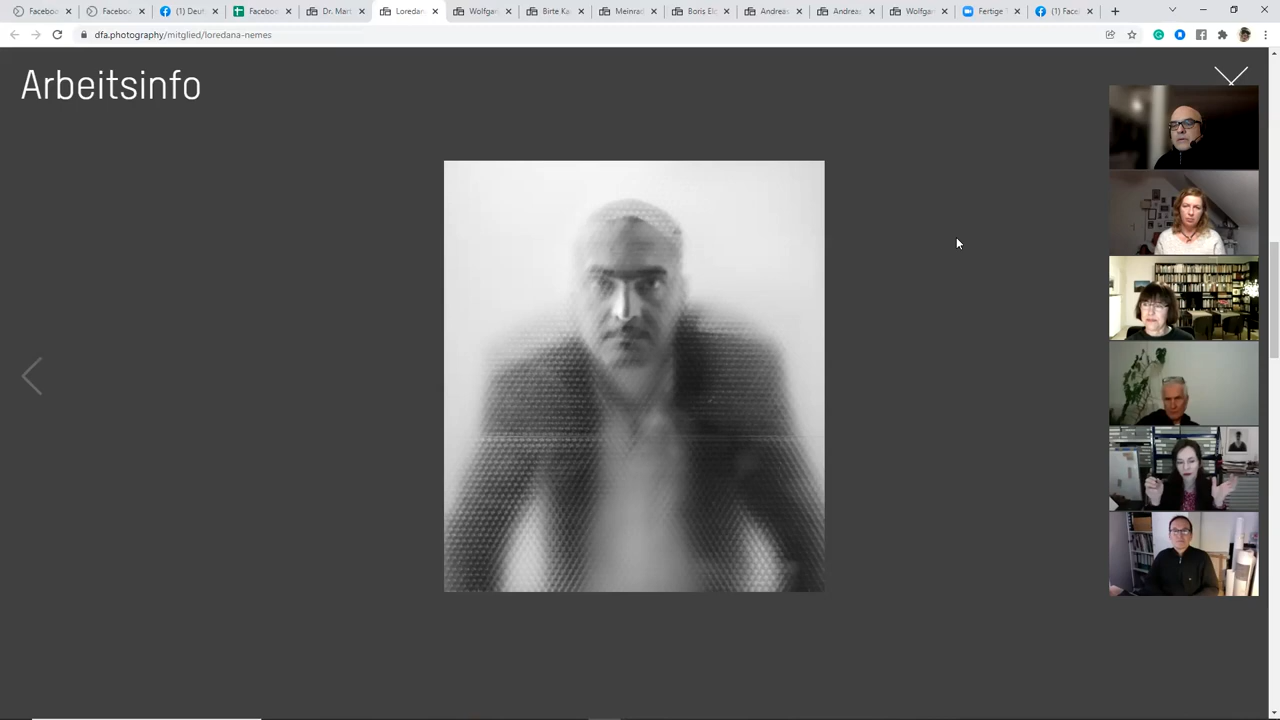 Facebook
Facebook
(1) Deut
Facebook
Dr. Mart
Loredan
Wolfgan
Birte Ka
Meinrad
Boris El
Andreas
Andreas
Wolfgan
Fertige T
(1) Face
dfa.photography/mitglied/loredana-nemes
Arbeitsinfo